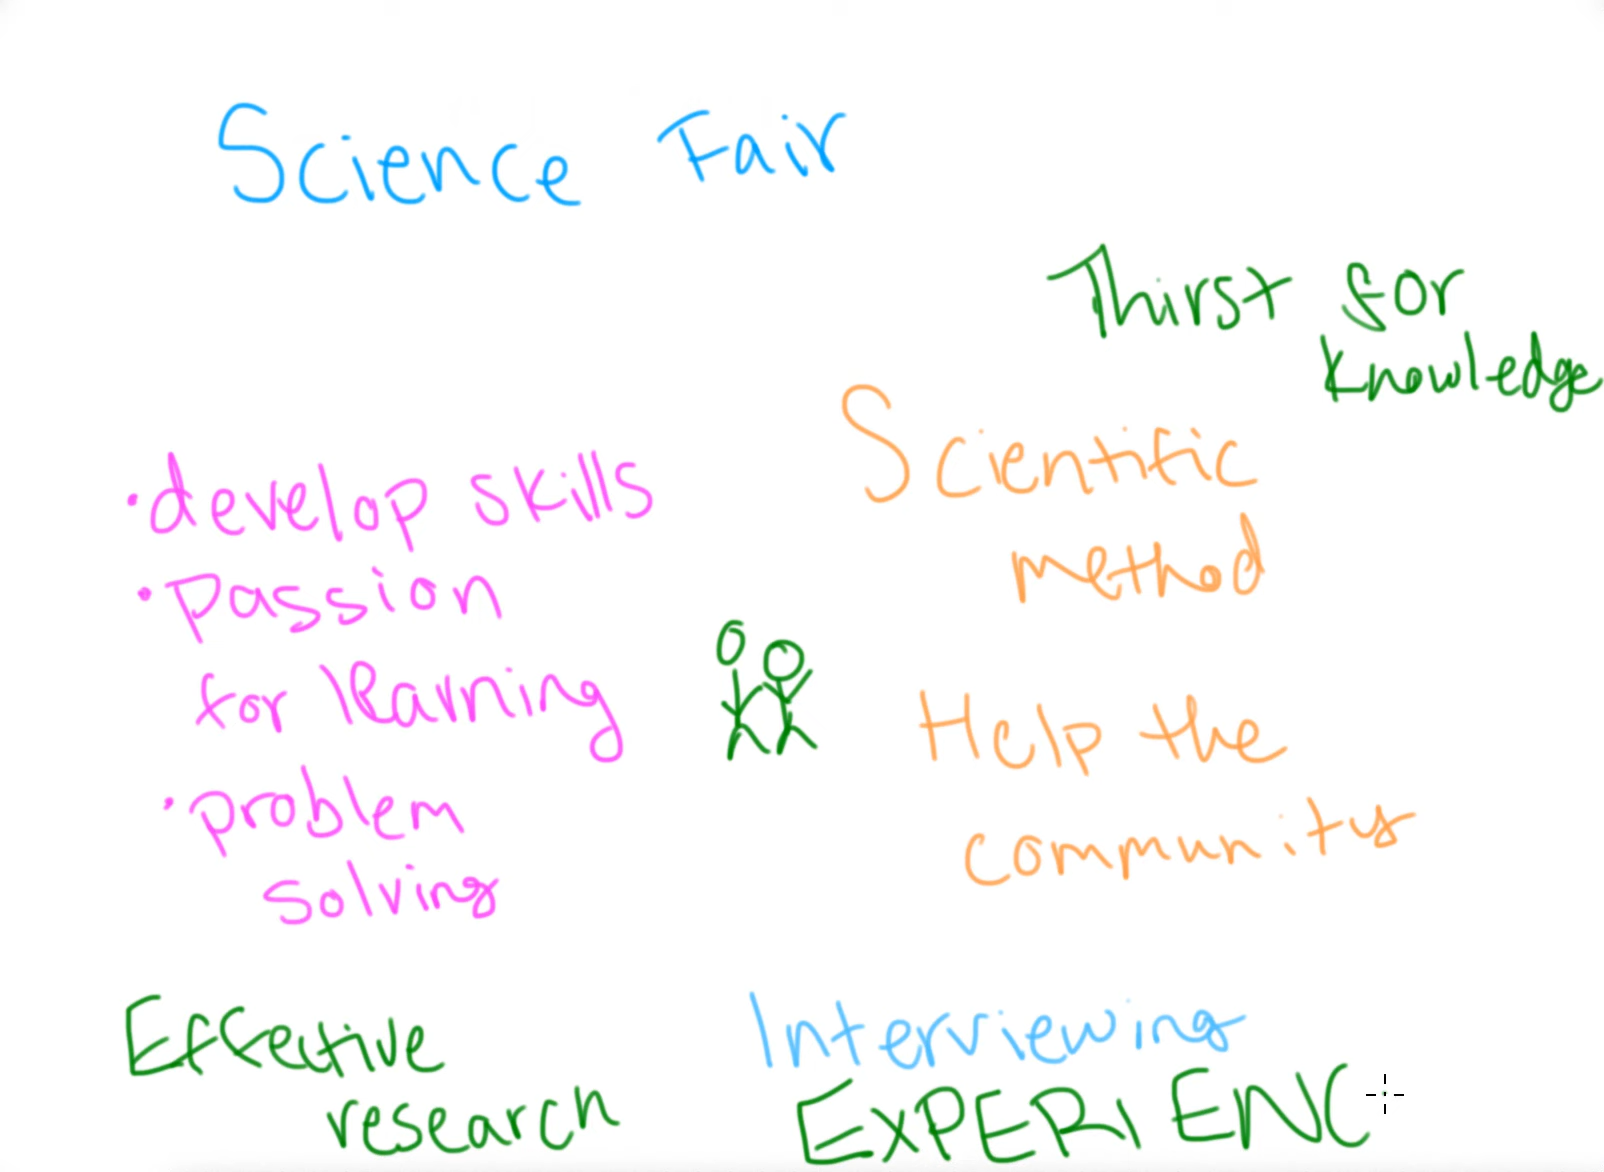 Science Fair
Thirst for
knowledge
Scientific
method
Help the
community
• develop skills
• passion
for learning
• problem
solving
Effective
research
Interviewing
EXPERIENC